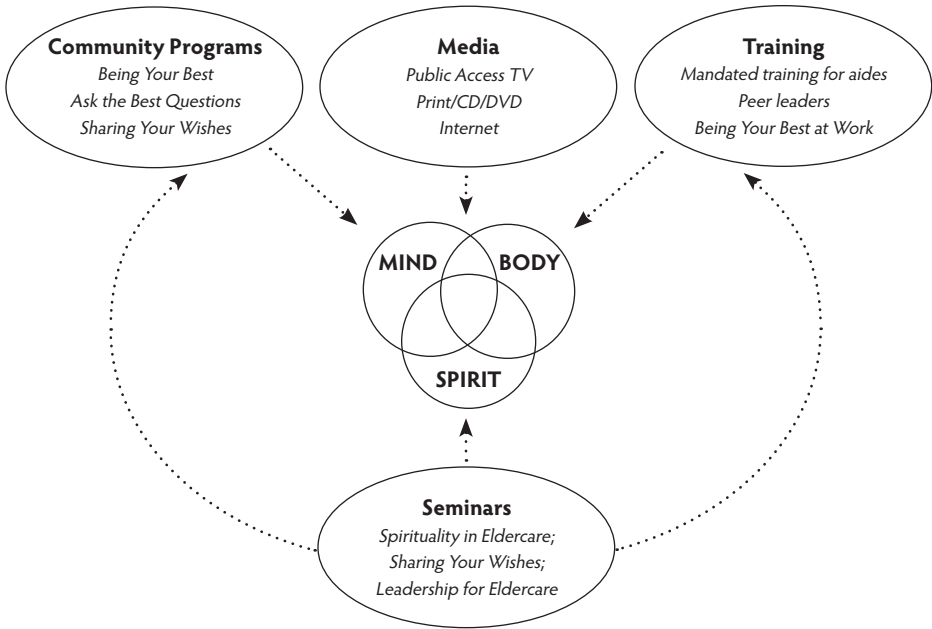 Community Programs
Being Your Best
Ask the Best Questions
Sharing Your Wishes
Media
Public Access TV
Print/CD/DVD
Internet
Training
Mandated training for aides
Peer leaders
Being Your Best at Work
MIND
BODY
SPIRIT
Seminars
Spirituality in Eldercare;
Sharing Your Wishes;
Leadership for Eldercare